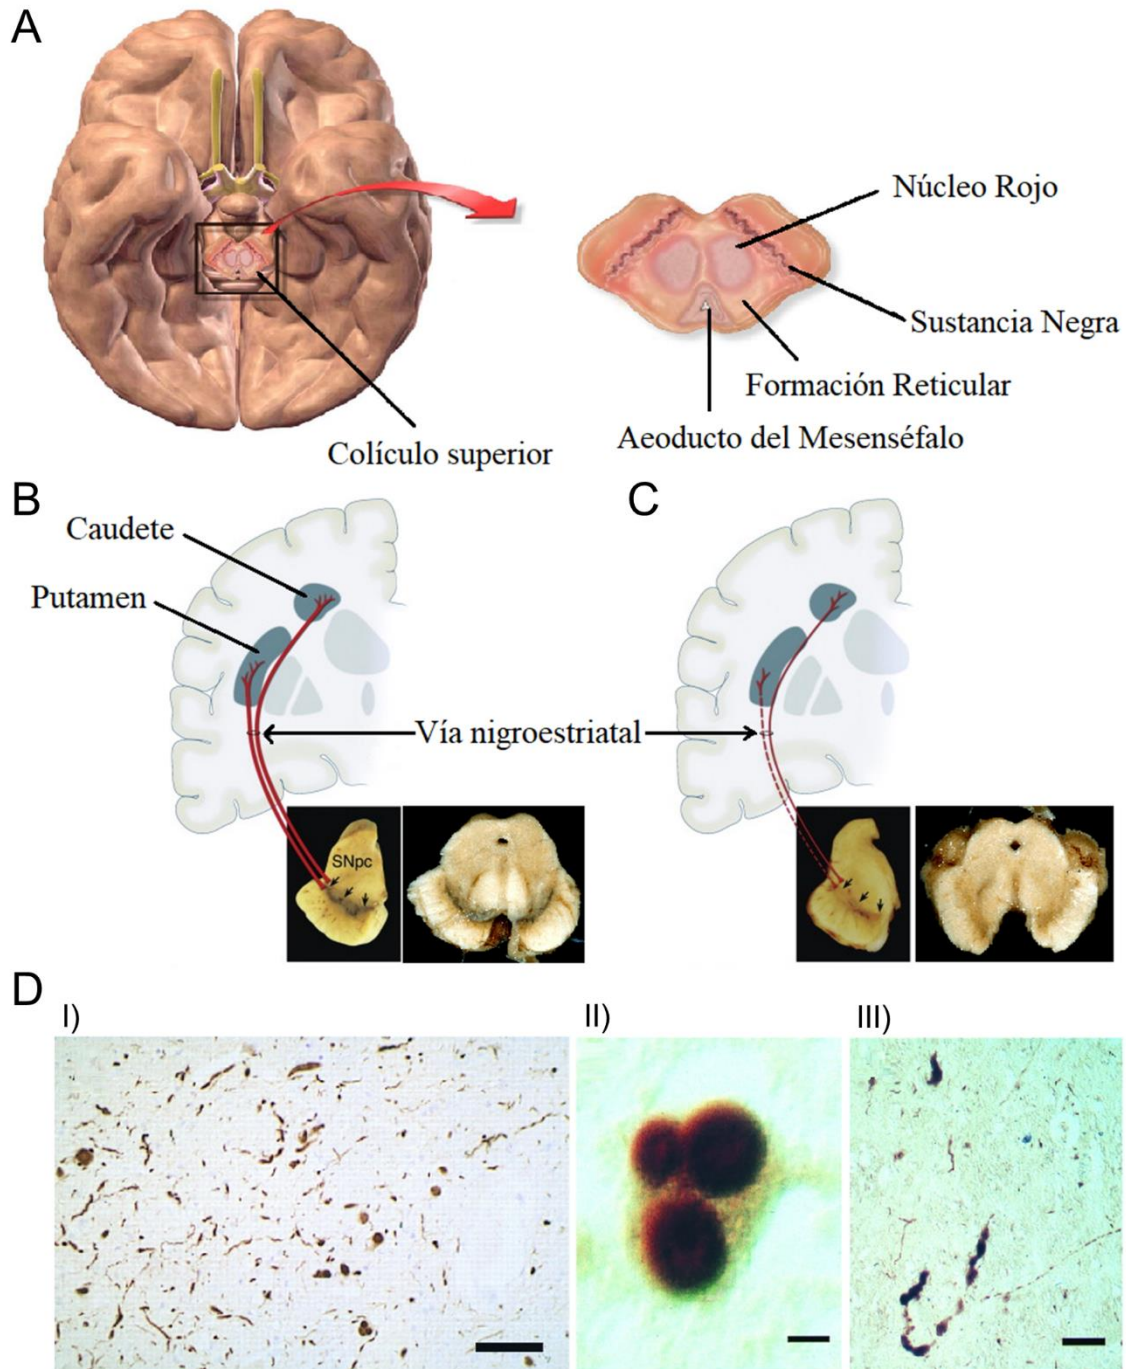 A
Núcleo Rojo
Sustancia Negra
Formación Reticular
Aeoducto del Mesenséfalo
Colículo superior
B
C
Caudete
Putamen
Vía nigroestriatal
SNpc
D
I)
II)
III)